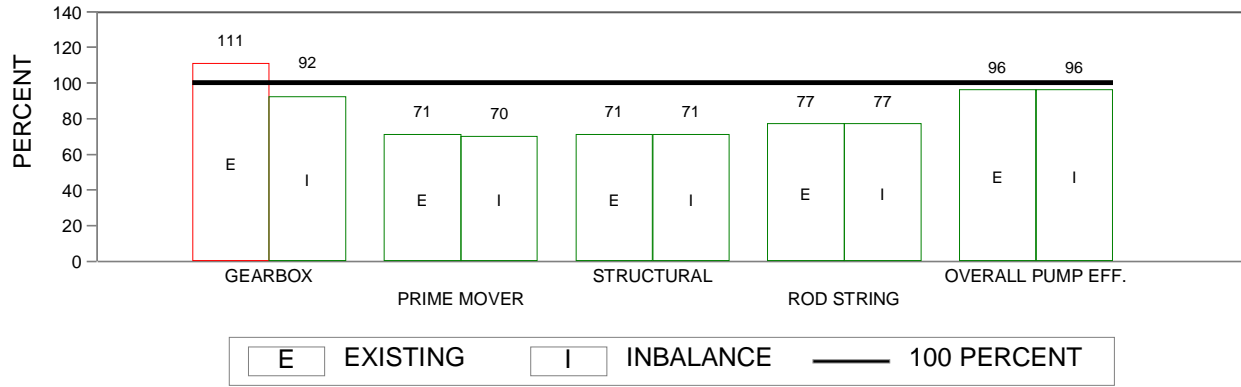 140
120
100
80
60
40
20
0
PERCENT
111
92
71
70
71
71
77
77
96
96
E
I
E
I
E
I
E
I
E
I
GEARBOX
PRIME MOVER
STRUCTURAL
ROD STRING
OVERALL PUMP EFF.
E EXISTING I INBALANCE 100 PERCENT